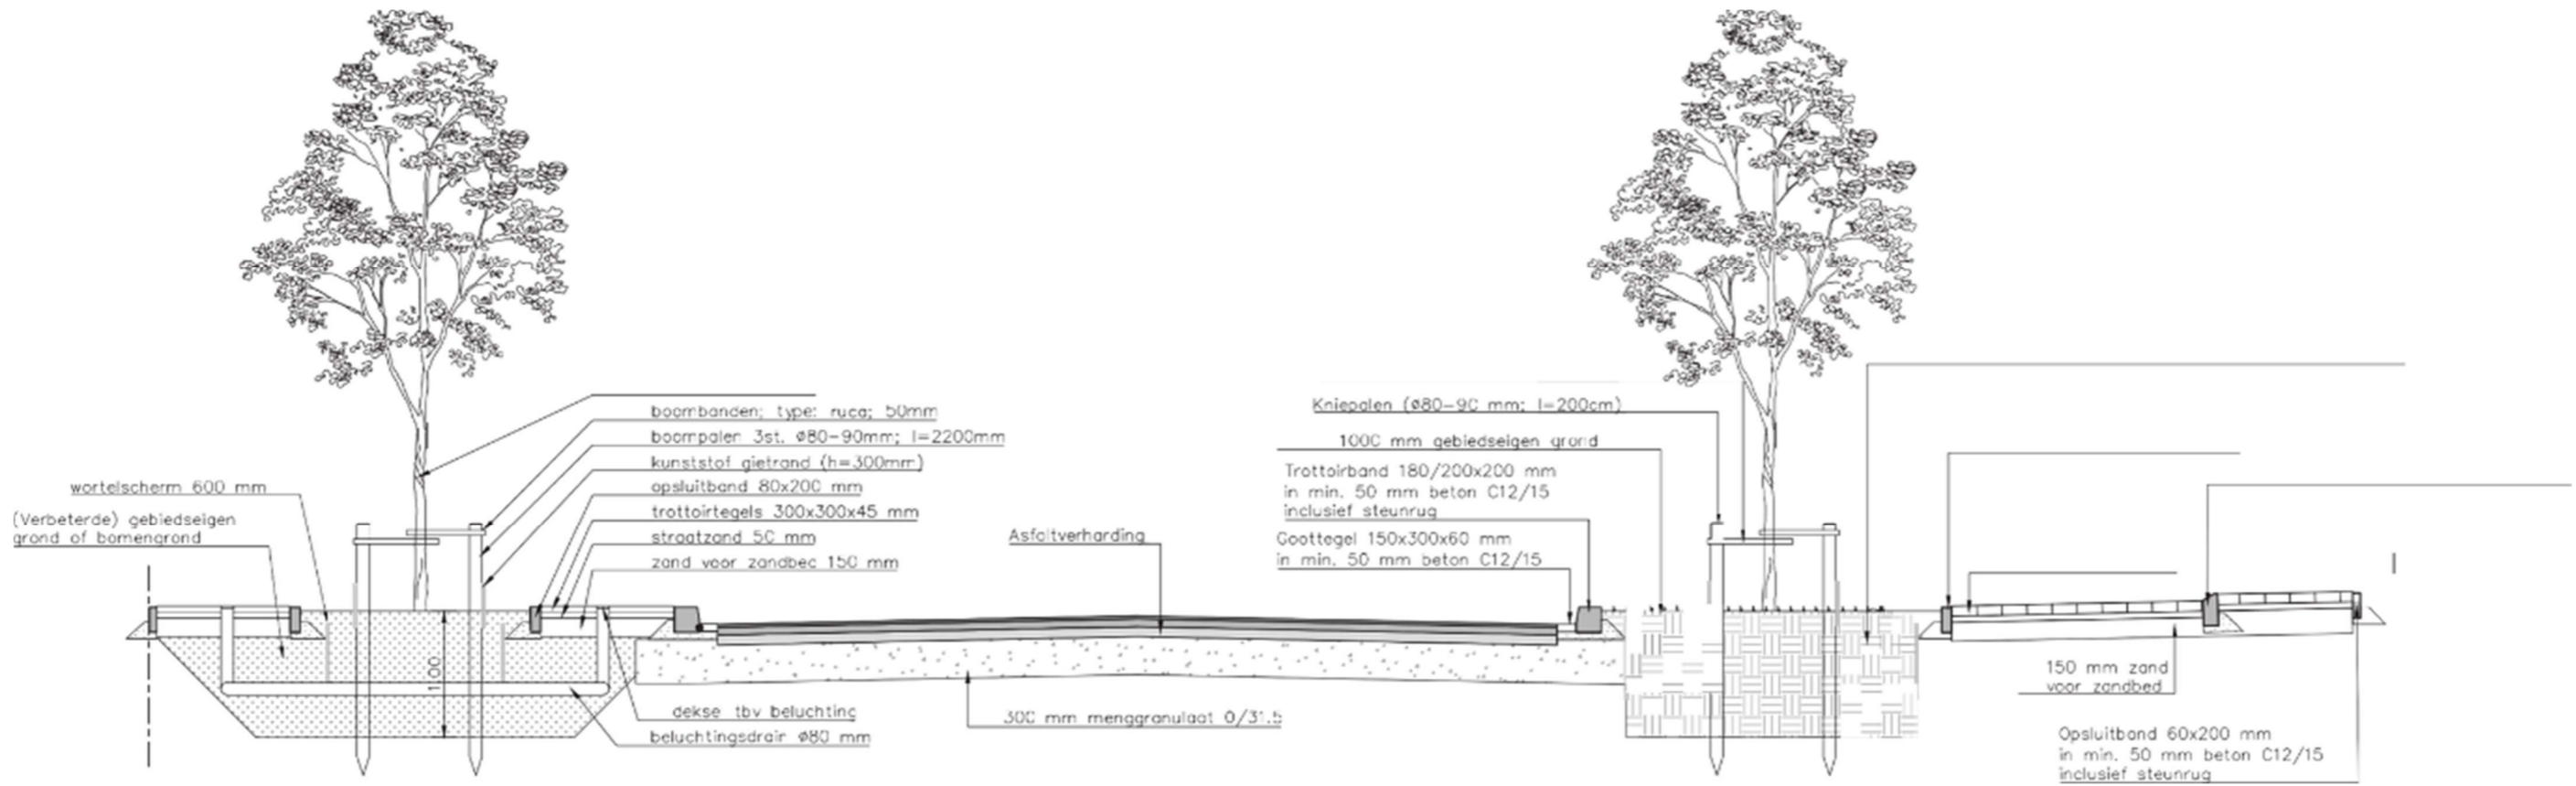 boombanden; type: ruca; 50mm
boompalen 3st. ø80-90mm; l=2200mm
kunststof gietrand (h=300mm)
opsluitband 80x200 mm
trottoirtegels 300x300x45 mm
straatzand 50 mm
zand voor zandbed 150 mm
wortelscherm 600 mm
(Verbeterde) gebiedseigen
grond of bomengrond
100
dekse tbv beluchting
beluchtingsdrain ø80 mm
Asfaltverharding
300 mm menggranulaat 0/31.5
Kniepalen (ø80-90 mm; l=200cm)
1000 mm gebiedseigen grond
Trottoirband 180/200x200 mm
in min. 50 mm beton C12/15
inclusief steunrug
Goottegel 150x300x60 mm
in min. 50 mm beton C12/15
150 mm zand
voor zandbed
Opsluitband 60x200 mm
in min. 50 mm beton C12/15
inclusief steunrug